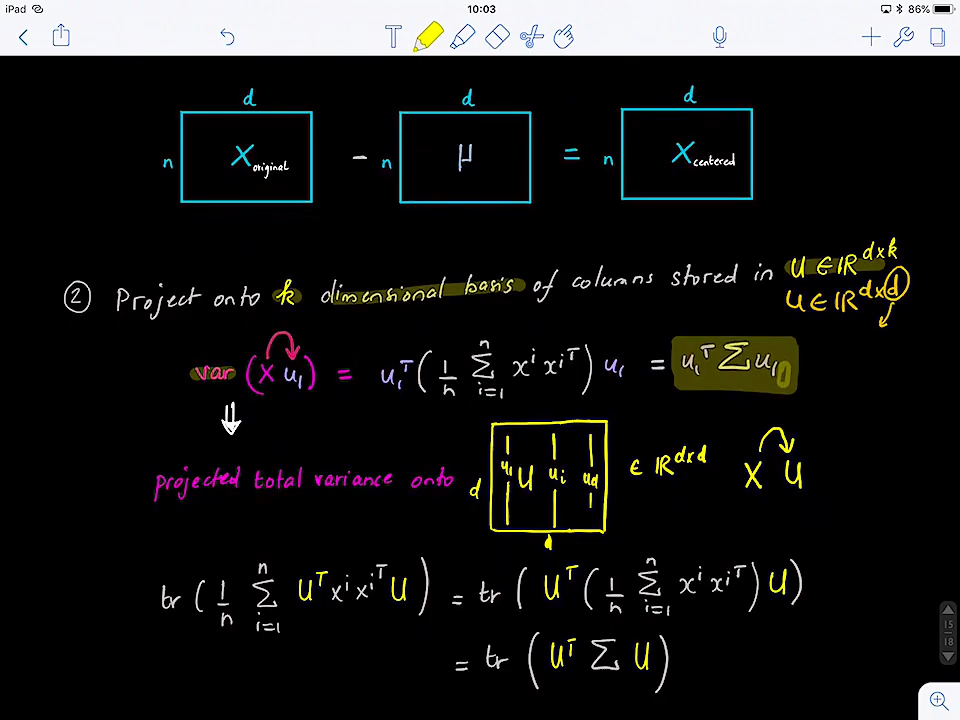 iPad 10:03 86%
T
d d d
n X original − n μ = n X centered
② Project onto k dimensional basis of columns stored in U ∈ ℝ^{d×k}
U ∈ ℝ^{d×d}
var (X u₁) = u₁ᵀ ( 1/n Σ_{i=1}^{n} xⁱ xⁱᵀ ) u₁ = u₁ᵀ Σ u₁
⇓
projected total variance onto d u₁ U uᵢ u_d ∈ ℝ^{d×d} X U
d
tr ( 1/n Σ_{i=1}^{n} Uᵀ xⁱ xⁱᵀ U ) = tr ( Uᵀ ( 1/n Σ_{i=1}^{n} xⁱ xⁱᵀ ) U )
= tr ( Uᵀ Σ U )
15
18